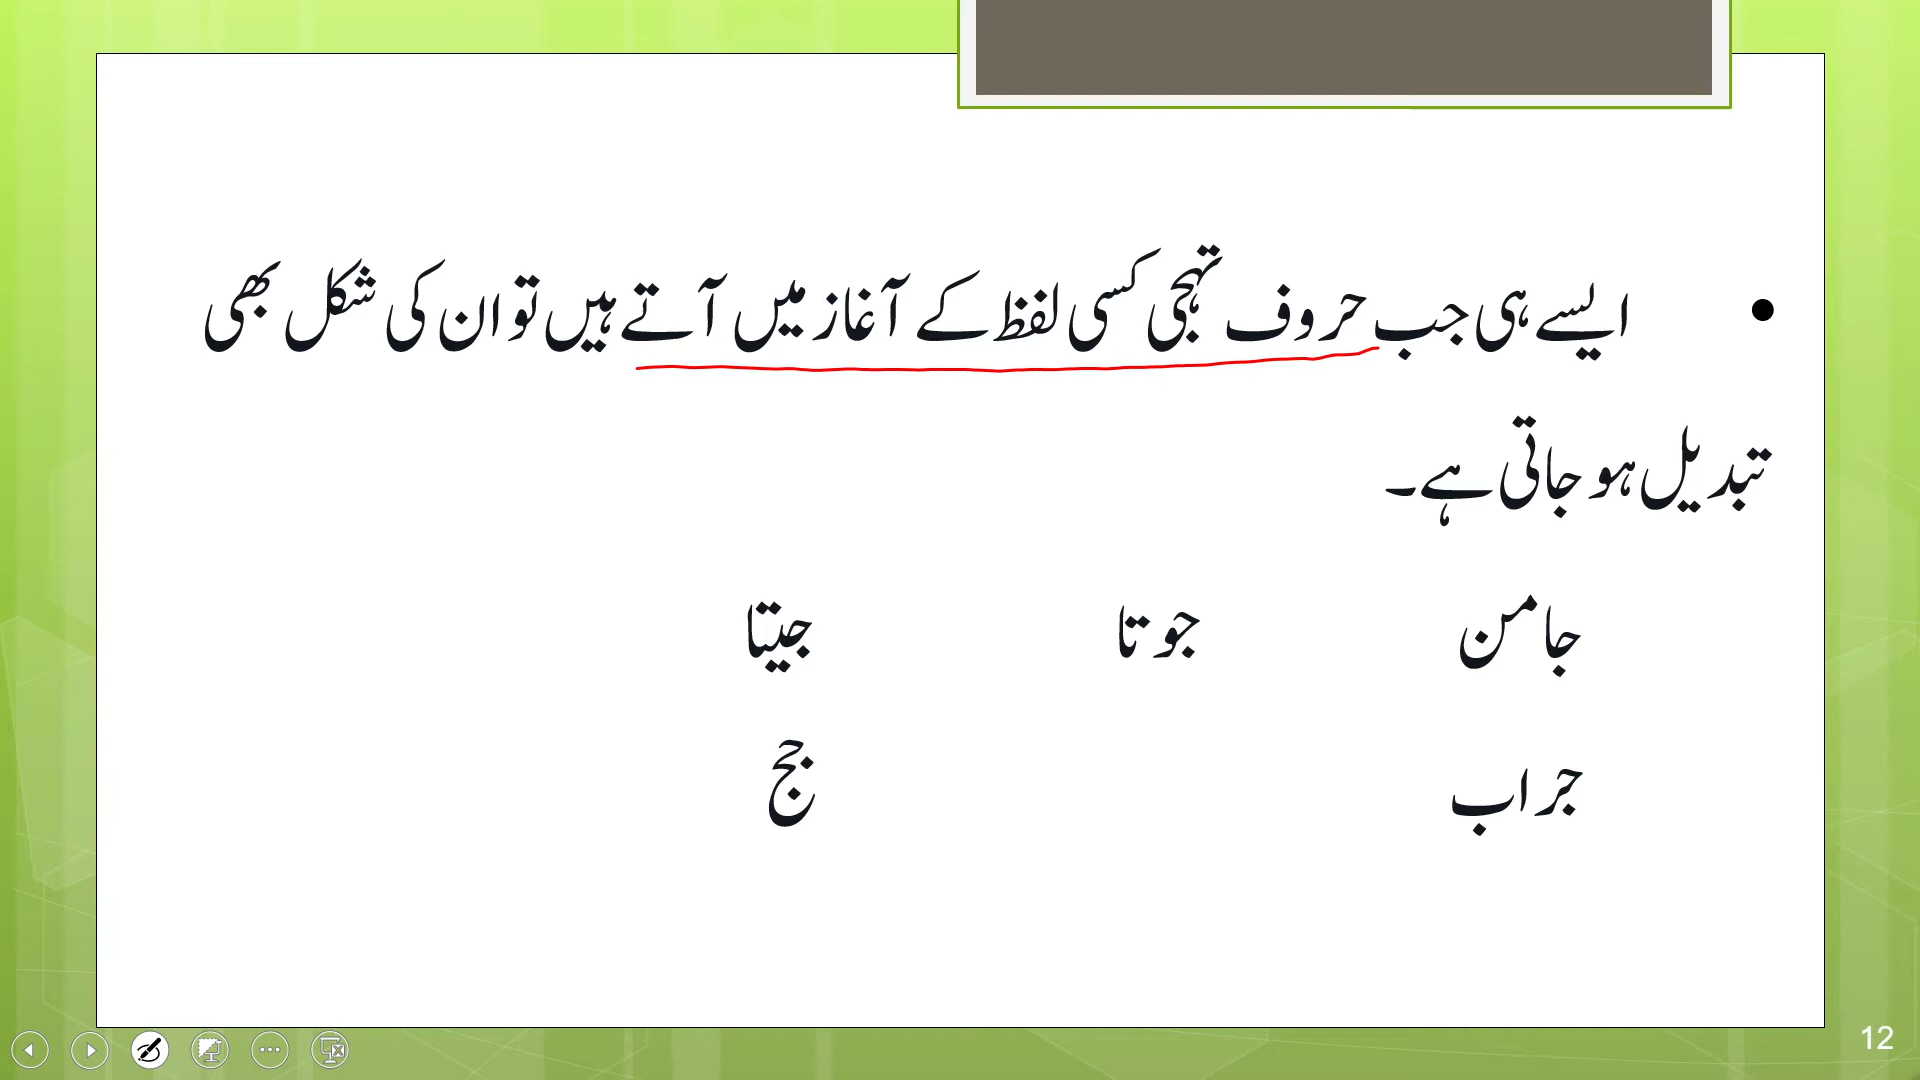 • ایسے ہی جب حروف تہجی کسی لفظ کے آغاز میں آتے ہیں تو ان کی شکل بھی
تبدیل ہو جاتی ہے۔
جامن جوتا جیتا
جراب جج
12